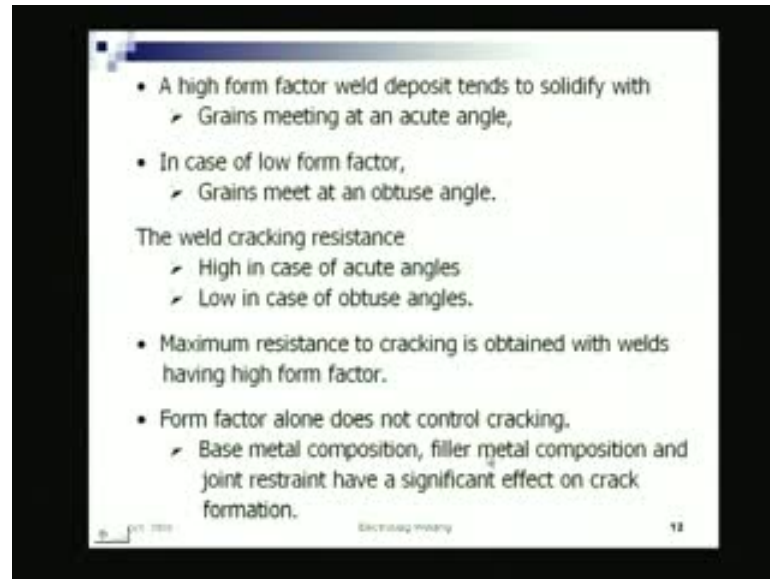 • A high form factor weld deposit tends to solidify with
➤ Grains meeting at an acute angle,
• In case of low form factor,
➤ Grains meet at an obtuse angle.
The weld cracking resistance
➤ High in case of acute angles
➤ Low in case of obtuse angles.
• Maximum resistance to cracking is obtained with welds
having high form factor.
• Form factor alone does not control cracking.
➤ Base metal composition, filler metal composition and
joint restraint have a significant effect on crack
formation.
Electroslag Welding